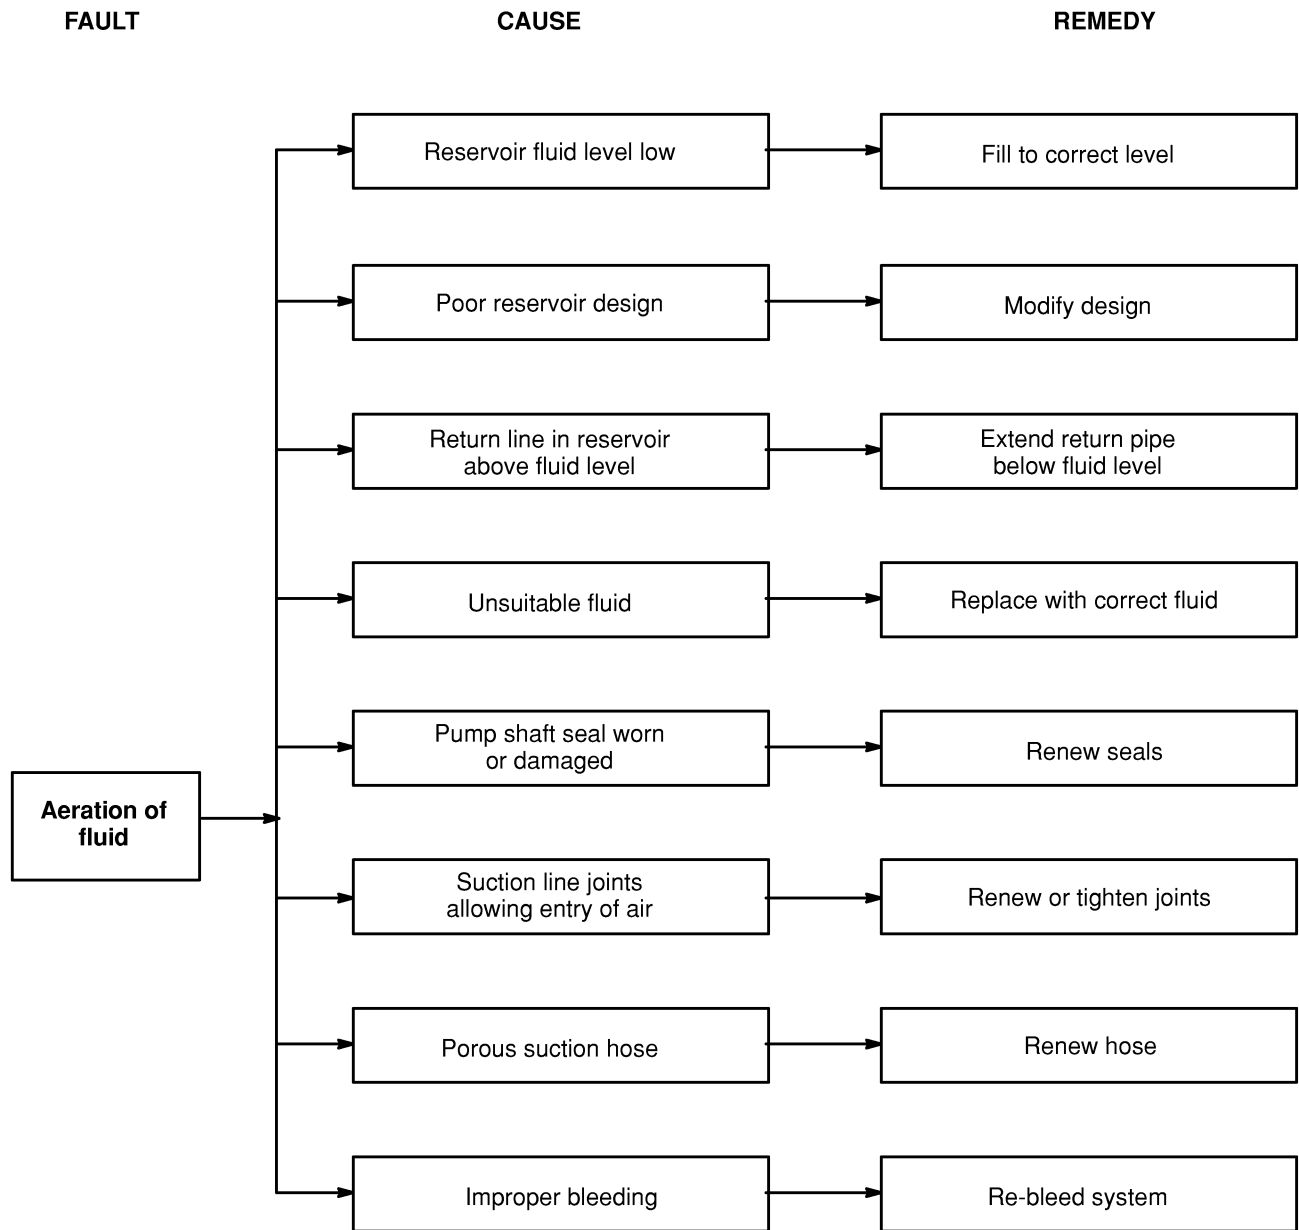 FAULT
CAUSE
REMEDY
Reservoir fluid level low
Fill to correct level
Poor reservoir design
Modify design
Return line in reservoir
above fluid level
Extend return pipe
below fluid level
Unsuitable fluid
Replace with correct fluid
Pump shaft seal worn
or damaged
Renew seals
Aeration of
fluid
Suction line joints
allowing entry of air
Renew or tighten joints
Porous suction hose
Renew hose
Improper bleeding
Re-bleed system